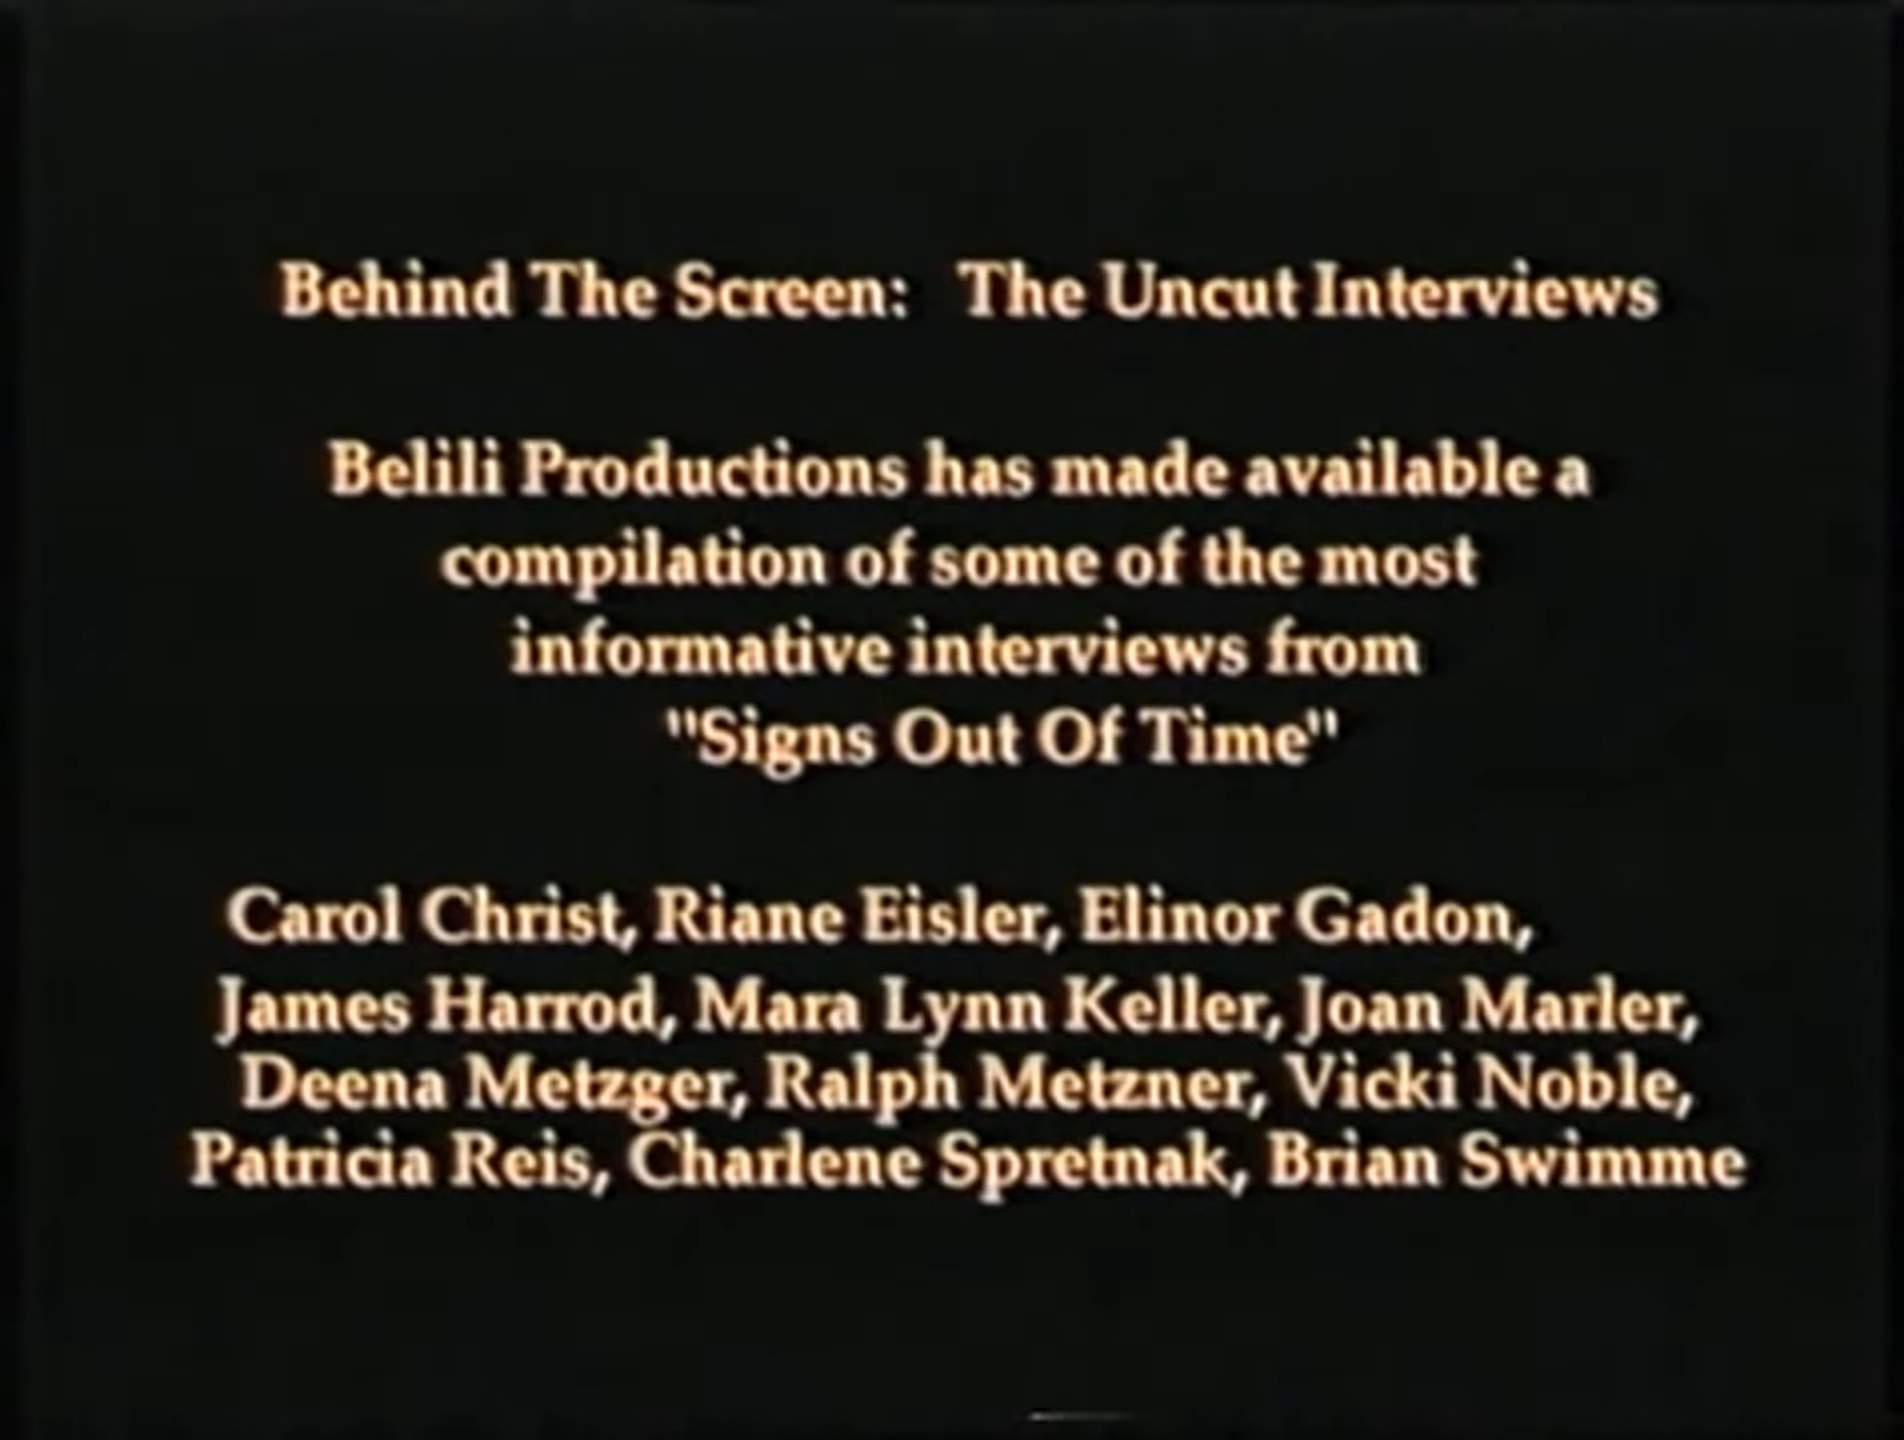 Behind The Screen: The Uncut Interviews
Belili Productions has made available a
compilation of some of the most
informative interviews from
"Signs Out Of Time"
Carol Christ, Riane Eisler, Elinor Gadon,
James Harrod, Mara Lynn Keller, Joan Marler,
Deena Metzger, Ralph Metzner, Vicki Noble,
Patricia Reis, Charlene Spretnak, Brian Swimme